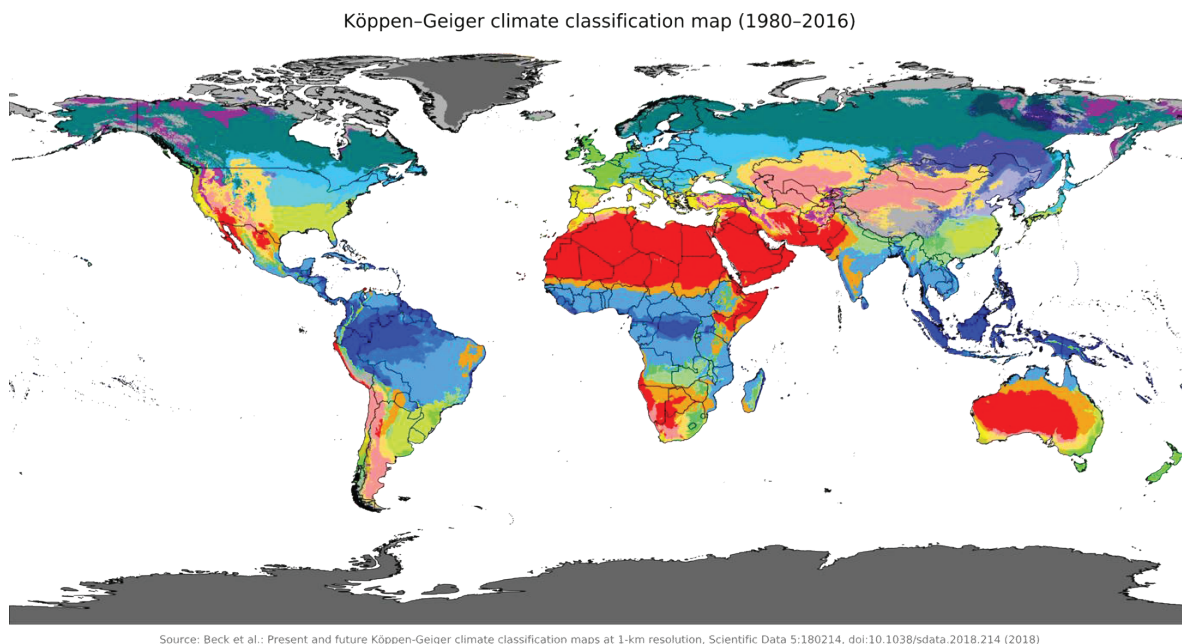 Köppen–Geiger climate classification map (1980–2016)
Source: Beck et al.: Present and future Köppen-Geiger climate classification maps at 1-km resolution, Scientific Data 5:180214, doi:10.1038/sdata.2018.214 (2018)